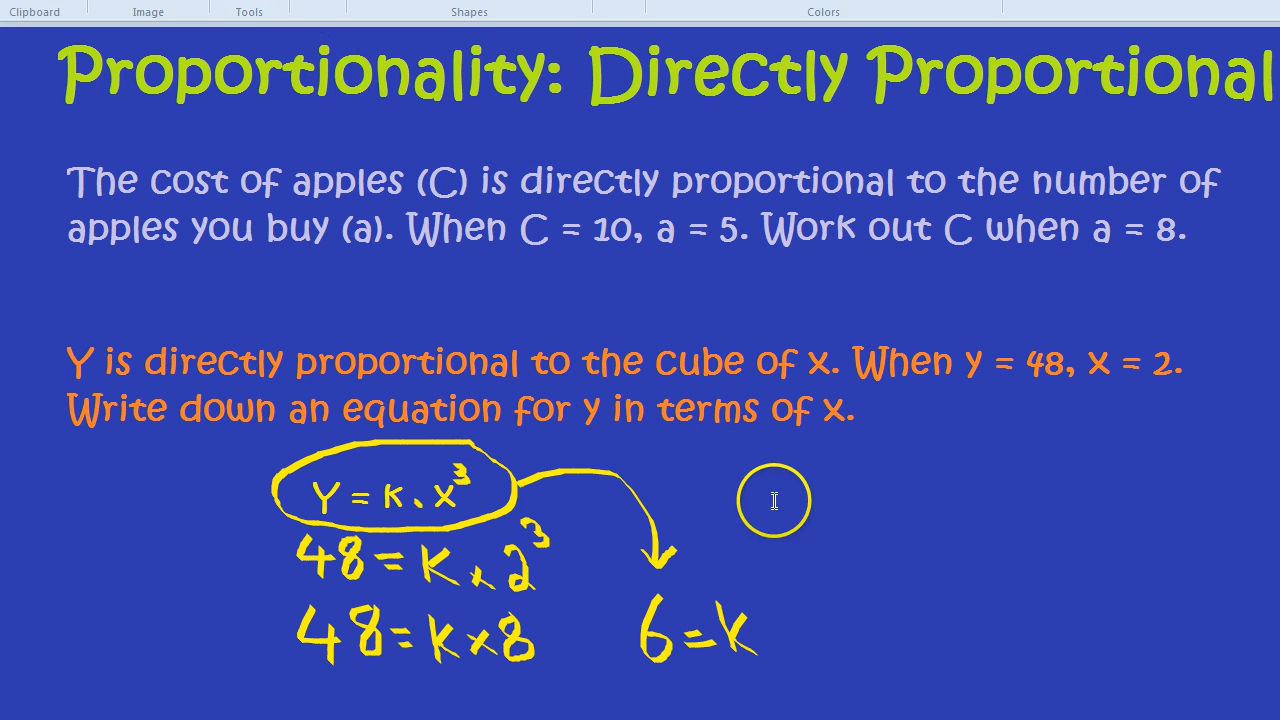 Clipboard Image Tools Shapes Colors
Proportionality: Directly Proportional
The cost of apples (C) is directly proportional to the number of
apples you buy (a). When C = 10, a = 5. Work out C when a = 8.
Y is directly proportional to the cube of x. When y = 48, x = 2.
Write down an equation for y in terms of x.
Y = K . X³
48 = K × 2³
48 = K × 8 6 = K